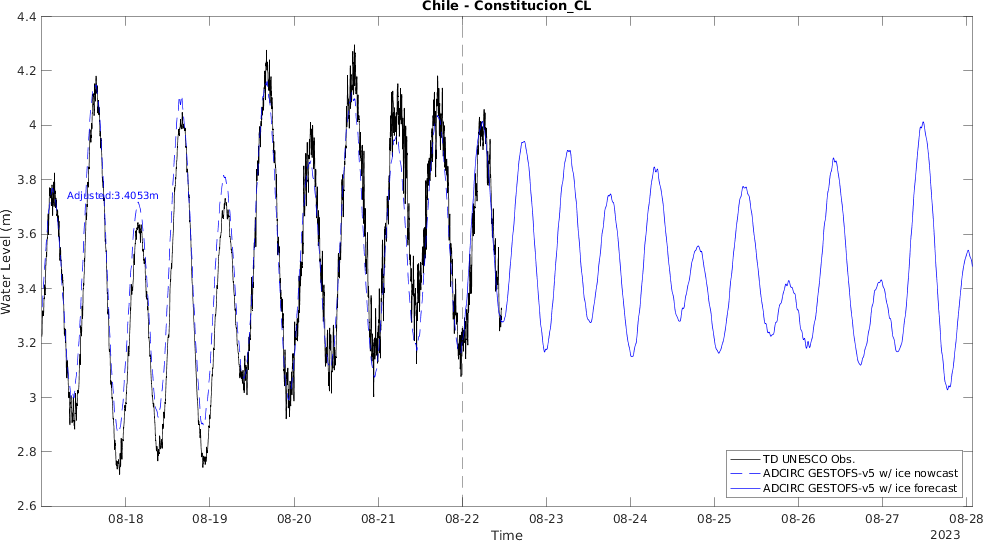 Chile - Constitucion_CL
4.4
4.2
4
3.8
3.6
3.4
3.2
3
2.8
2.6
Water Level (m)
Adjusted:3.4053m
TD UNESCO Obs.
ADCIRC GESTOFS-v5 w/ ice nowcast
ADCIRC GESTOFS-v5 w/ ice forecast
08-18 08-19 08-20 08-21 08-22 08-23 08-24 08-25 08-26 08-27 08-28
Time
2023